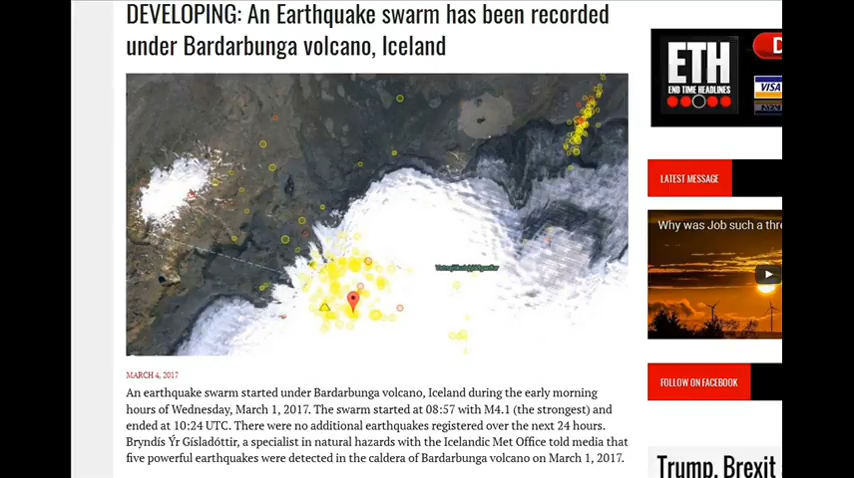 DEVELOPING: An Earthquake swarm has been recorded
under Bardarbunga volcano, Iceland
ETH
END TIME HEADLINES
D
VISA
LATEST MESSAGE
Why was Job such a thre
MARCH 4, 2017
An earthquake swarm started under Bardarbunga volcano, Iceland during the early morning
hours of Wednesday, March 1, 2017. The swarm started at 08:57 with M4.1 (the strongest) and
ended at 10:24 UTC. There were no additional earthquakes registered over the next 24 hours.
Bryndís Ýr Gísladóttir, a specialist in natural hazards with the Icelandic Met Office told media that
five powerful earthquakes were detected in the caldera of Bardarbunga volcano on March 1, 2017.
FOLLOW ON FACEBOOK
Trump, Brexit